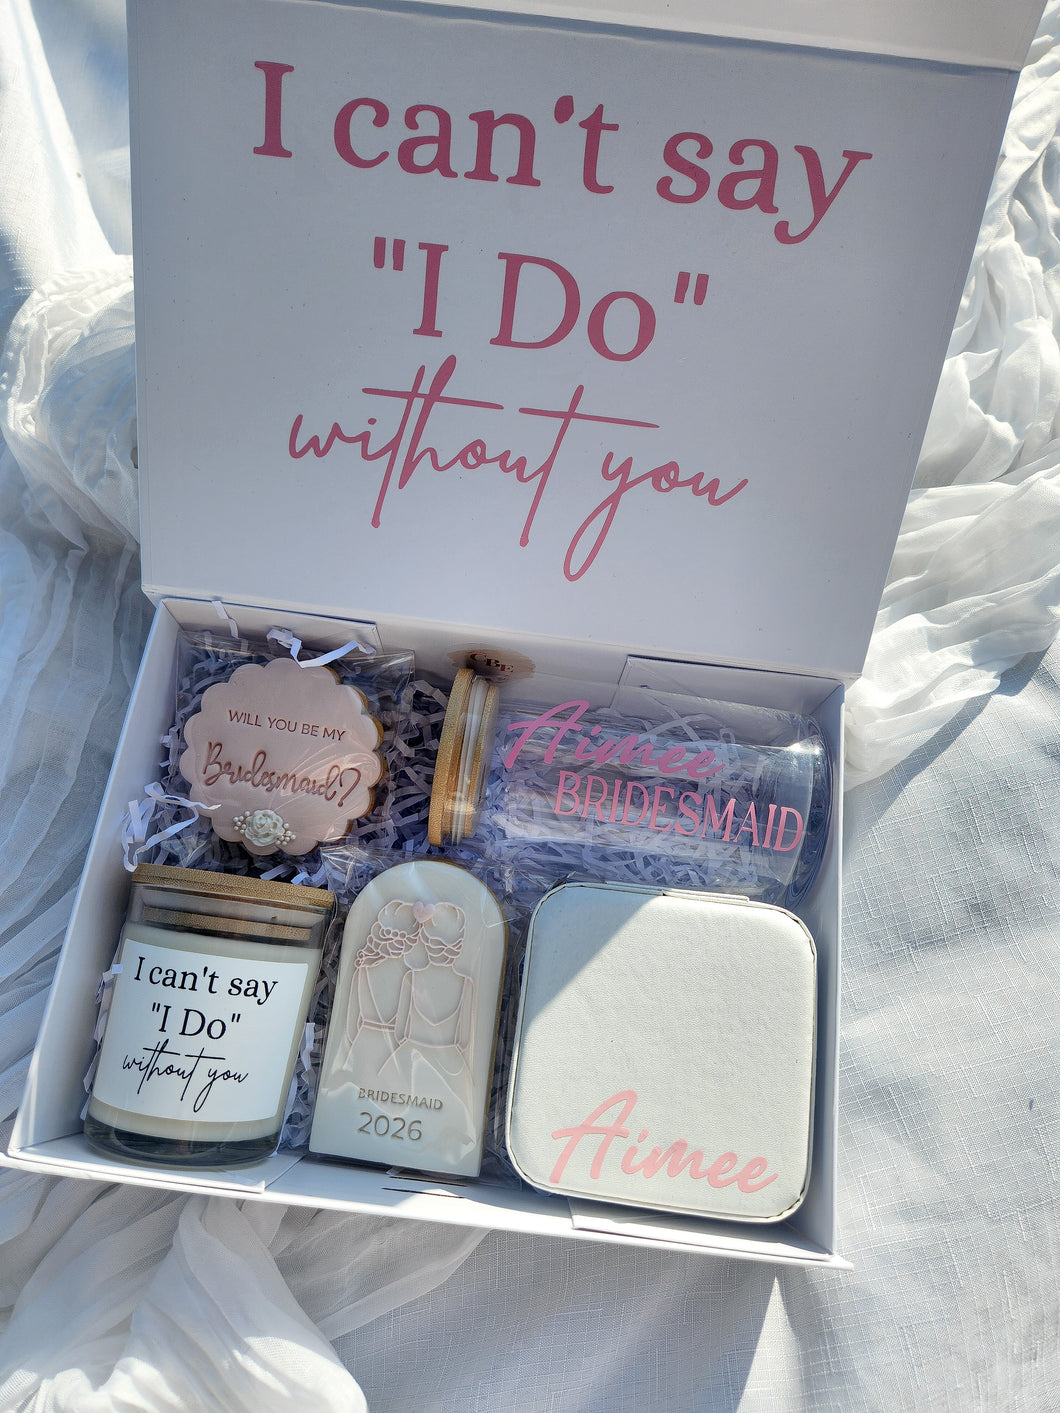 I can't say
"I Do"
without you
WILL YOU BE MY
Bridesmaid?
CBE
Aimee
BRIDESMAID
I can't say
"I Do"
without you
BRIDESMAID
2026
Aimee